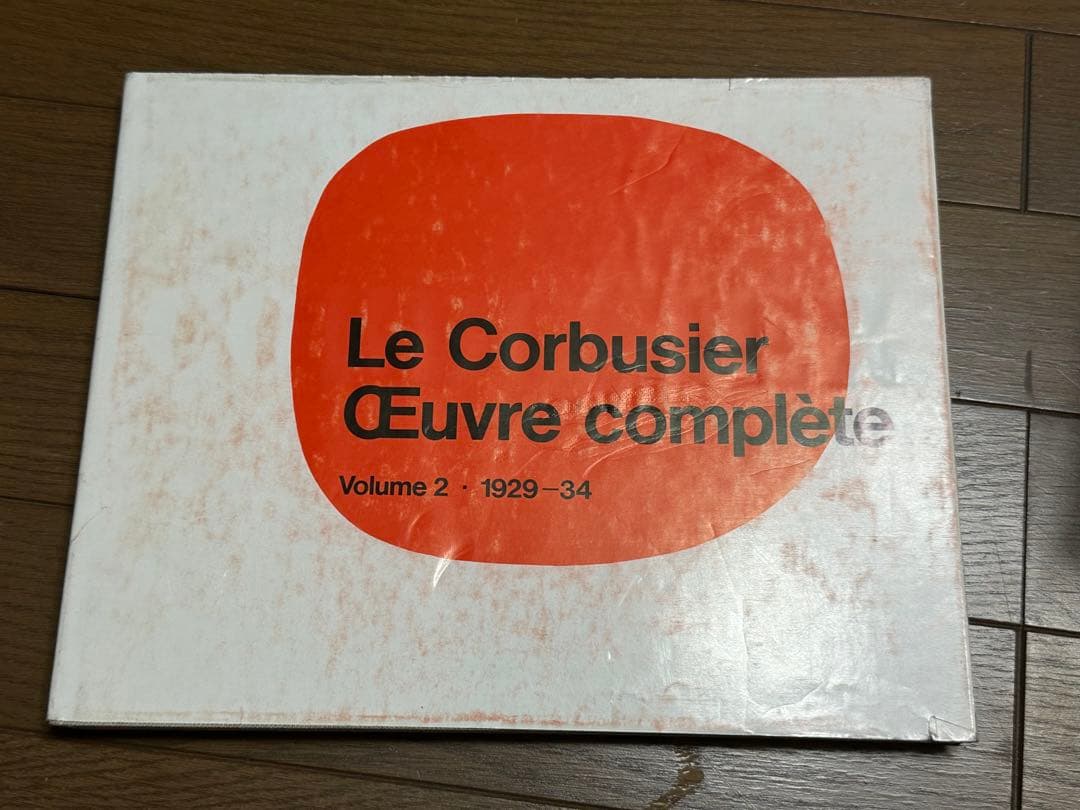 Le Corbusier
Œuvre complète
Volume 2 · 1929–34